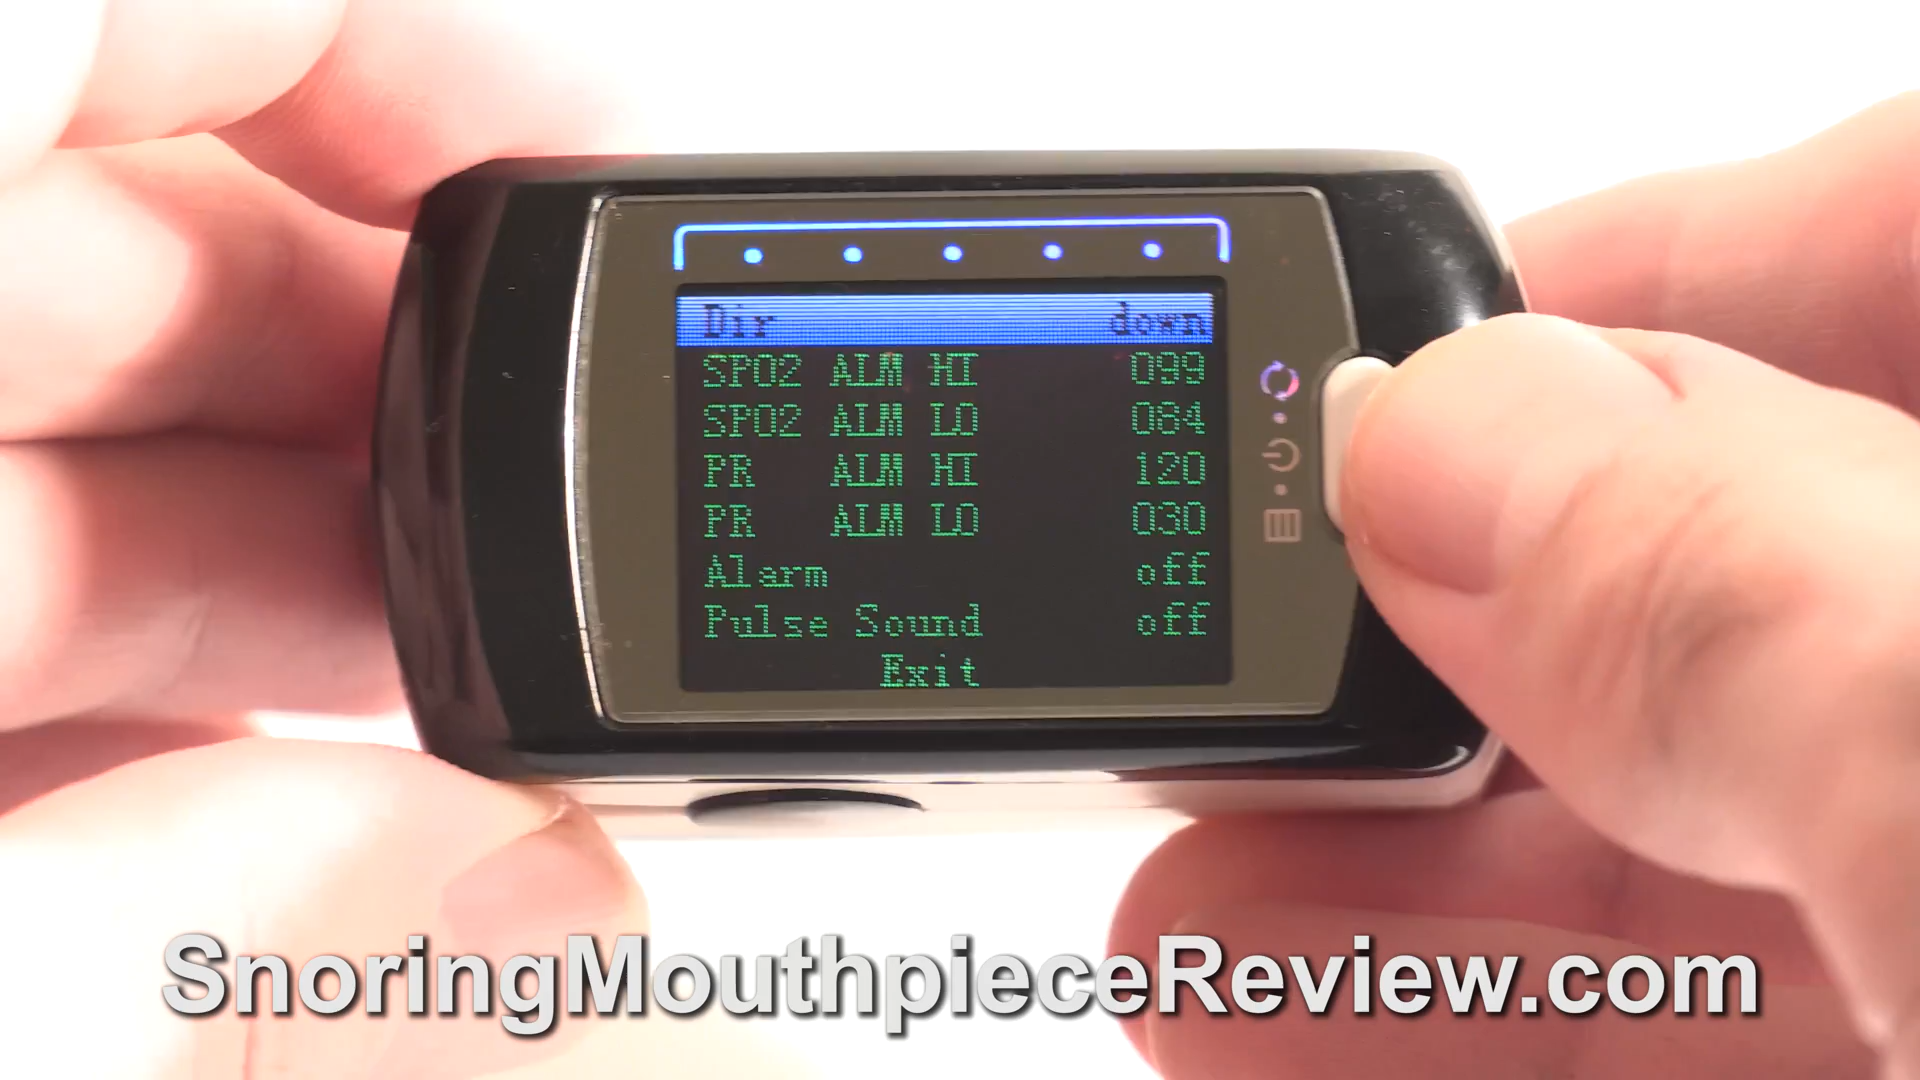 Dir down
SPO2 ALM HI 099
SPO2 ALM LO 084
PR ALM HI 120
PR ALM LO 030
Alarm off
Pulse Sound off
Exit
SnoringMouthpieceReview.com